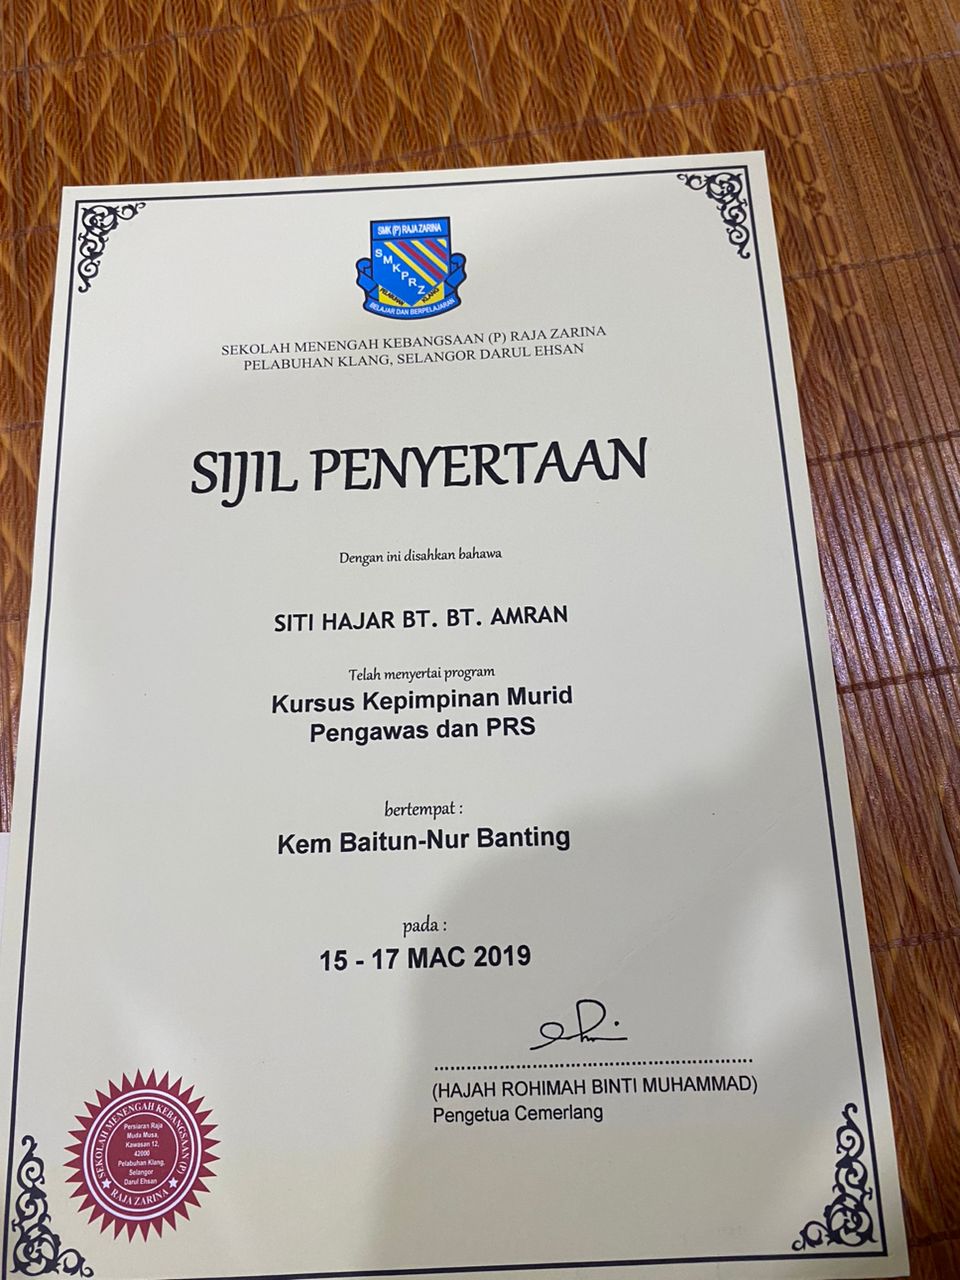 SMK (P) RAJA ZARINA
SMKPRZ
PELABUHAN KLANG
BELAJAR DAN BERPELAJARAN
SEKOLAH MENENGAH KEBANGSAAN (P) RAJA ZARINA
PELABUHAN KLANG, SELANGOR DARUL EHSAN
SIJIL PENYERTAAN
Dengan ini disahkan bahawa
SITI HAJAR BT. BT. AMRAN
Telah menyertai program
Kursus Kepimpinan Murid
Pengawas dan PRS
bertempat :
Kem Baitun-Nur Banting
pada :
15 - 17 MAC 2019
(HAJAH ROHIMAH BINTI MUHAMMAD)
Pengetua Cemerlang
SEKOLAH MENENGAH KEBANGSAAN (P)
Persiaran Raja
Muda Musa,
Kawasan 12,
42000
Pelabuhan Klang,
Selangor
Darul Ehsan
RAJA ZARINA